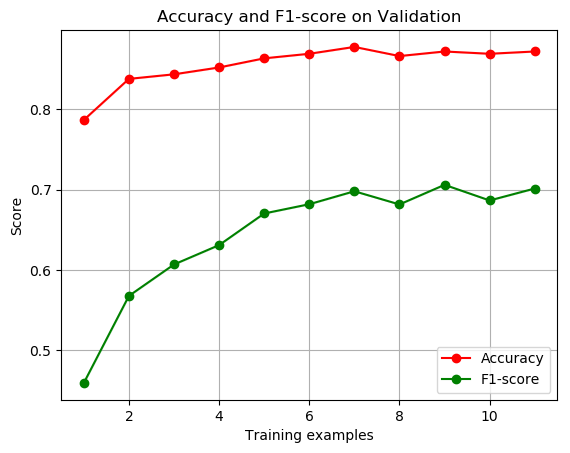 Accuracy and F1-score on Validation
0.8
0.7
0.6
0.5
Score
2 4 6 8 10
Training examples
Accuracy
F1-score